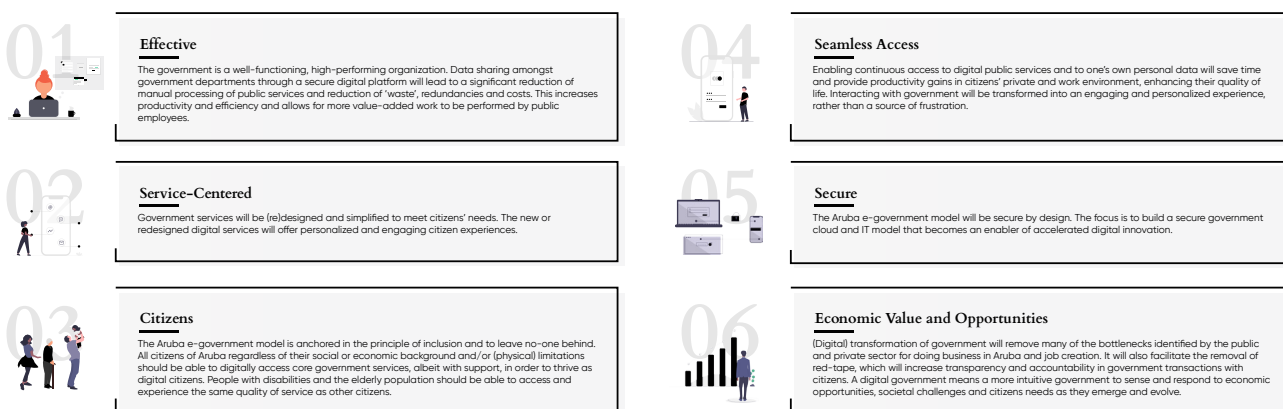 01
Effective
The government is a well-functioning, high-performing organization. Data sharing amongst
government departments through a secure digital platform will lead to a significant reduction of
manual processing of public services and reduction of ‘waste’, redundancies and costs. This increases
productivity and efficiency and allows for more value-added work to be performed by public
employees.
02
Service-Centered
Government services will be (re)designed and simplified to meet citizens’ needs. The new or
redesigned digital services will offer personalized and engaging citizen experiences.
03
Citizens
The Aruba e-government model is anchored in the principle of inclusion and to leave no-one behind.
All citizens of Aruba regardless of their social or economic background and/or (physical) limitations
should be able to digitally access core government services, albeit with support, in order to thrive as
digital citizens. People with disabilities and the elderly population should be able to access and
experience the same quality of service as other citizens.
04
Seamless Access
Enabling continuous access to digital public services and to one’s own personal data will save time
and provide productivity gains in citizens’ private and work environment, enhancing their quality of
life. Interacting with government will be transformed into an engaging and personalized experience,
rather than a source of frustration.
05
Secure
The Aruba e-government model will be secure by design. The focus is to build a secure government
cloud and IT model that becomes an enabler of accelerated digital innovation.
06
Economic Value and Opportunities
(Digital) transformation of government will remove many of the bottlenecks identified by the public
and private sector for doing business in Aruba and job creation. It will also facilitate the removal of
red-tape, which will increase transparency and accountability in government transactions with
citizens. A digital government means a more intuitive government to sense and respond to economic
opportunities, societal challenges and citizens needs as they emerge and evolve.